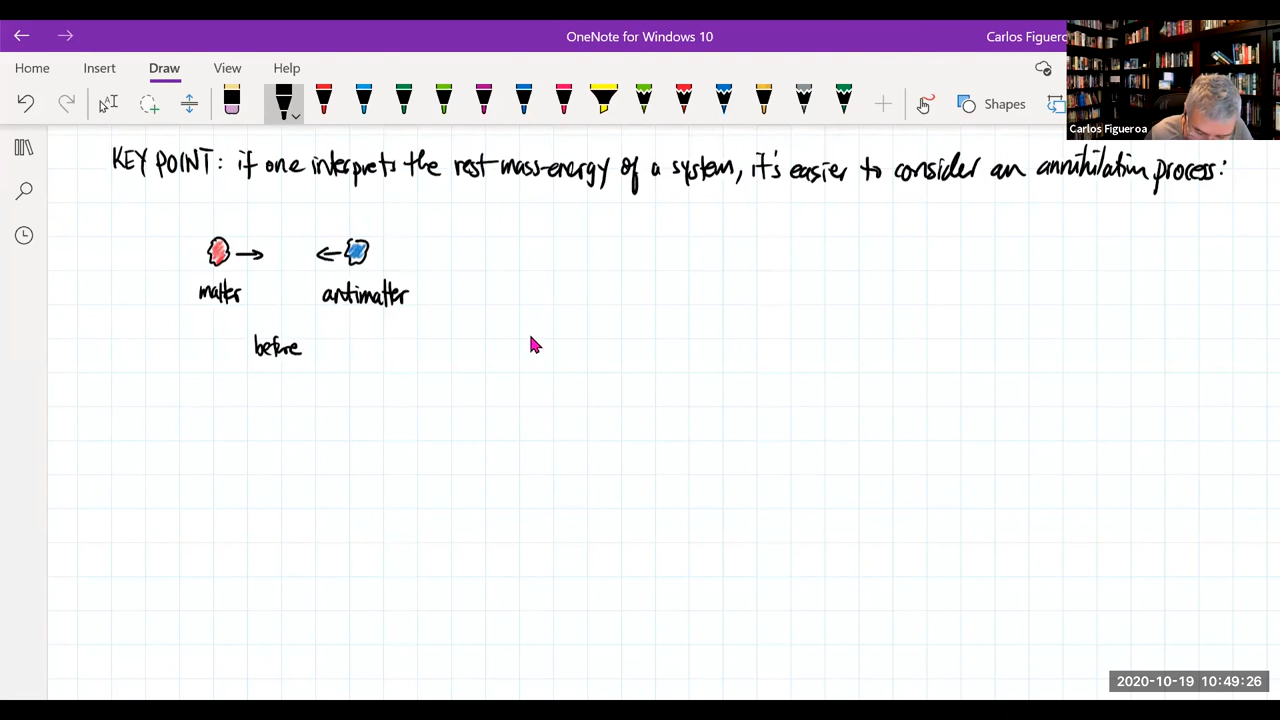 OneNote for Windows 10
Carlos Figuero
Home Insert Draw View Help
Shapes
Carlos Figueroa
KEY POINT: if one interprets the rest mass-energy of a system, it's easier to consider an annihilation process:
matter antimatter
before
2020-10-19 10:49:26